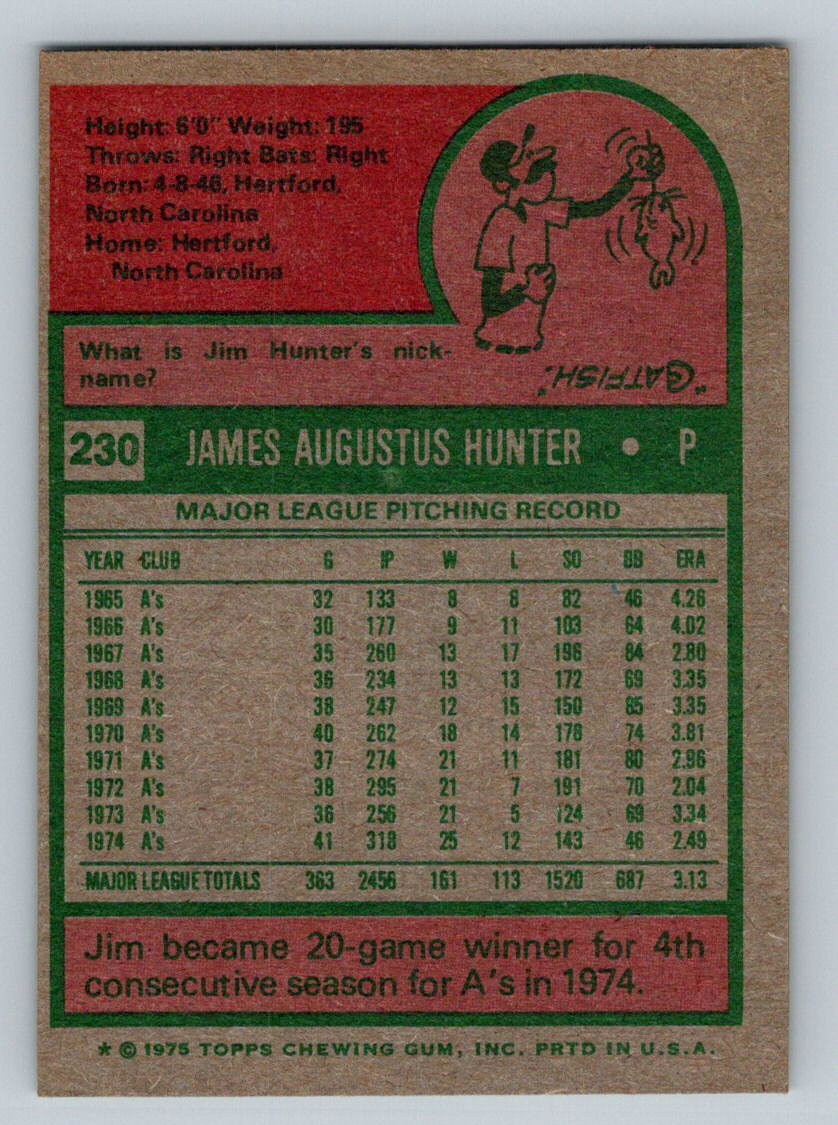 Height: 6'0" Weight: 195
Throws: Right Bats: Right
Born: 4-8-46, Hertford,
North Carolina
Home: Hertford,
North Carolina
What is Jim Hunter's nick-
name?
"CATFISH."
230 JAMES AUGUSTUS HUNTER • P
MAJOR LEAGUE PITCHING RECORD
YEAR CLUB G IP W L SO BB ERA
1965 A's 32 133 8 8 82 46 4.26
1966 A's 30 177 9 11 103 64 4.02
1967 A's 35 260 13 17 196 84 2.80
1968 A's 36 234 13 13 172 69 3.35
1969 A's 38 247 12 15 150 85 3.35
1970 A's 40 262 18 14 178 74 3.81
1971 A's 37 274 21 11 181 80 2.96
1972 A's 38 295 21 7 191 70 2.04
1973 A's 36 256 21 5 124 69 3.34
1974 A's 41 318 25 12 143 46 2.49
MAJOR LEAGUE TOTALS 363 2456 161 113 1520 687 3.13
Jim became 20-game winner for 4th
consecutive season for A's in 1974.
* © 1975 TOPPS CHEWING GUM, INC. PRTD IN U.S.A.